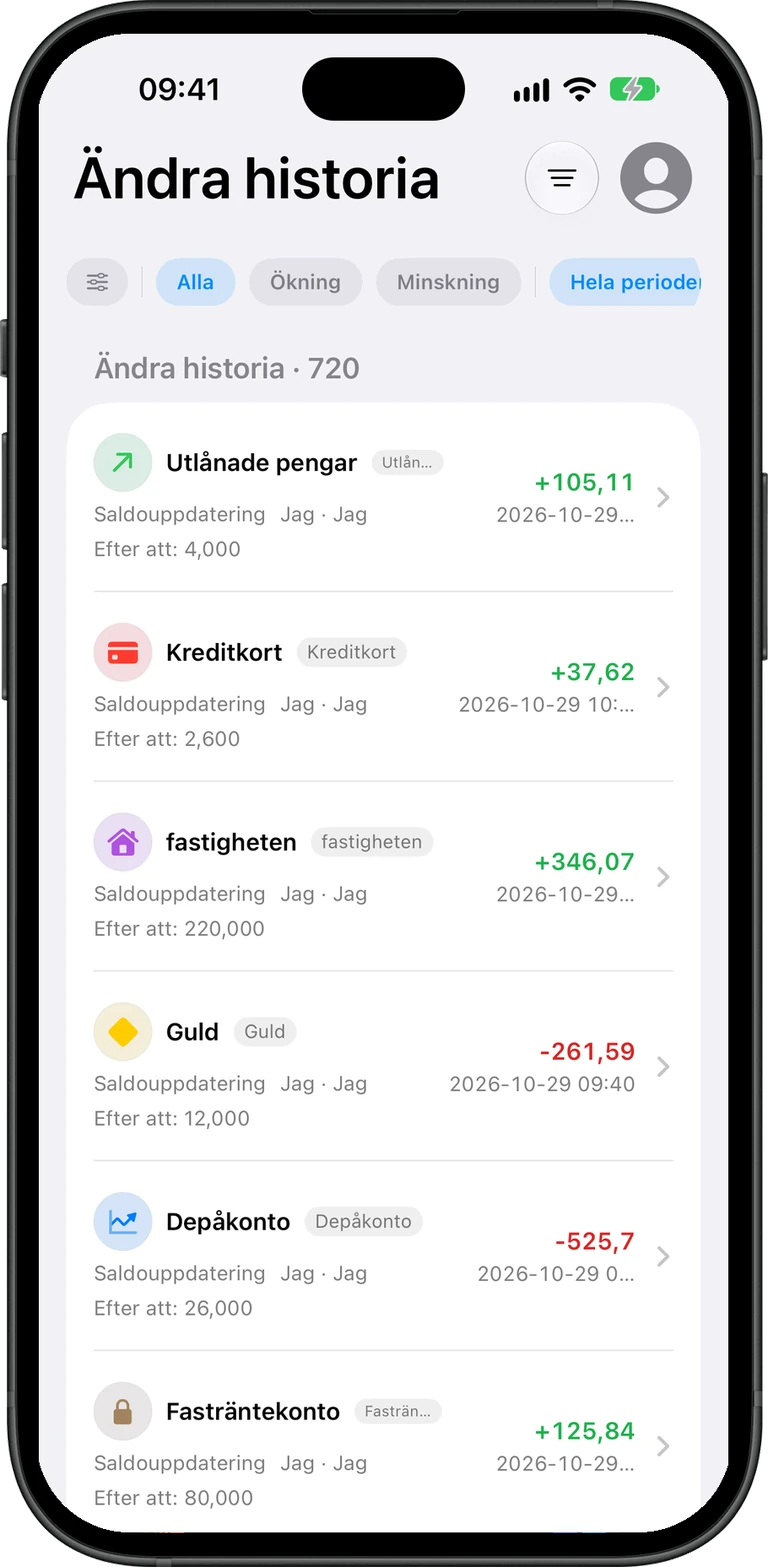 09:41
Ändra historia
Alla Ökning Minskning Hela perioden
Ändra historia · 720
Utlånade pengar Utlån...
+105,11
Saldouppdatering Jag · Jag 2026-10-29...
Efter att: 4,000
Kreditkort Kreditkort
+37,62
Saldouppdatering Jag · Jag 2026-10-29 10:...
Efter att: 2,600
fastigheten fastigheten
+346,07
Saldouppdatering Jag · Jag 2026-10-29...
Efter att: 220,000
Guld Guld
-261,59
Saldouppdatering Jag · Jag 2026-10-29 09:40
Efter att: 12,000
Depåkonto Depåkonto
-525,7
Saldouppdatering Jag · Jag 2026-10-29 0...
Efter att: 26,000
Fasträntekonto Fasträn...
+125,84
Saldouppdatering Jag · Jag 2026-10-29...
Efter att: 80,000